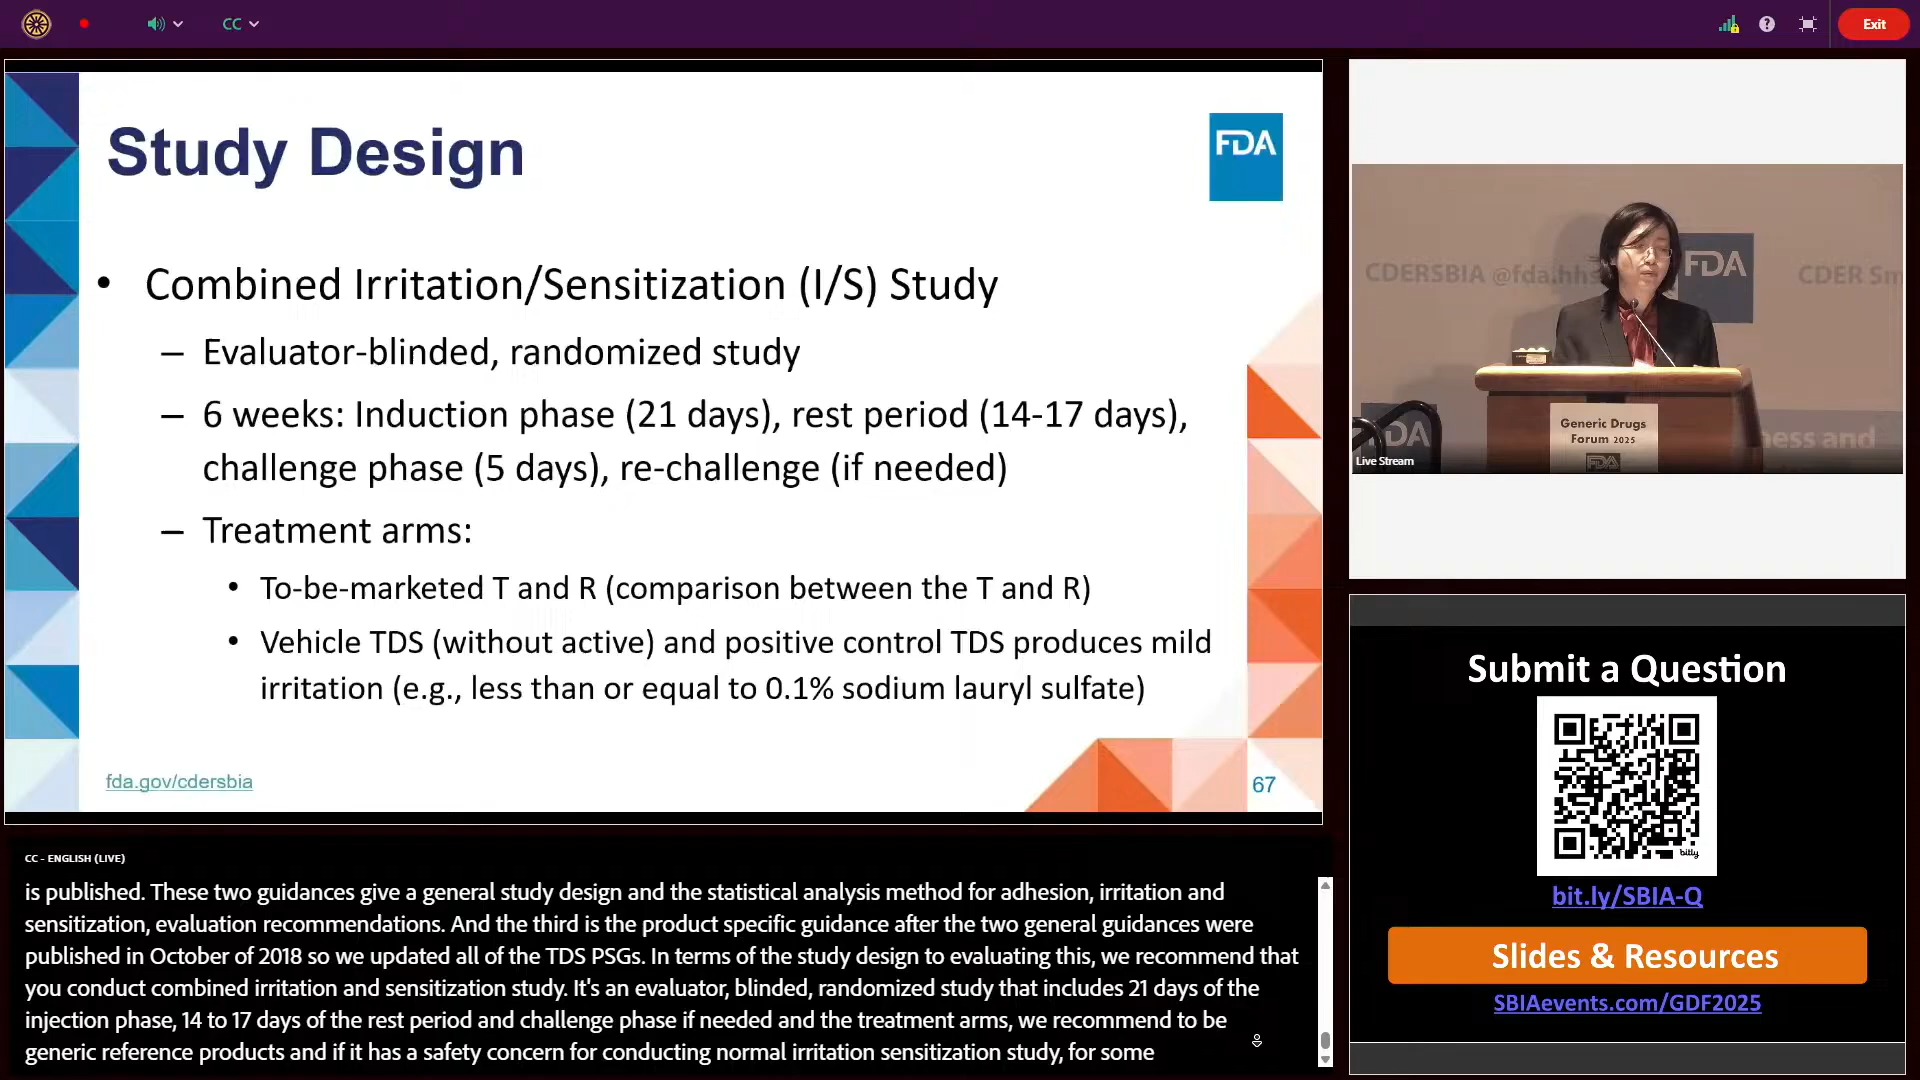 CC
Exit
Study Design
FDA
• Combined Irritation/Sensitization (I/S) Study
– Evaluator-blinded, randomized study
– 6 weeks: Induction phase (21 days), rest period (14-17 days),
challenge phase (5 days), re-challenge (if needed)
– Treatment arms:
• To-be-marketed T and R (comparison between the T and R)
• Vehicle TDS (without active) and positive control TDS produces mild
irritation (e.g., less than or equal to 0.1% sodium lauryl sulfate)
fda.gov/cdersbia
67
CDERSBIA @fda.hhs
FDA
CDER Sm
Generic Drugs
Forum 2025
FDA
DA
ness and
Live Stream
Submit a Question
bitly
bit.ly/SBIA-Q
Slides & Resources
SBIAevents.com/GDF2025
CC - ENGLISH (LIVE)
is published. These two guidances give a general study design and the statistical analysis method for adhesion, irritation and
sensitization, evaluation recommendations. And the third is the product specific guidance after the two general guidances were
published in October of 2018 so we updated all of the TDS PSGs. In terms of the study design to evaluating this, we recommend that
you conduct combined irritation and sensitization study. It's an evaluator, blinded, randomized study that includes 21 days of the
injection phase, 14 to 17 days of the rest period and challenge phase if needed and the treatment arms, we recommend to be
generic reference products and if it has a safety concern for conducting normal irritation sensitization study, for some